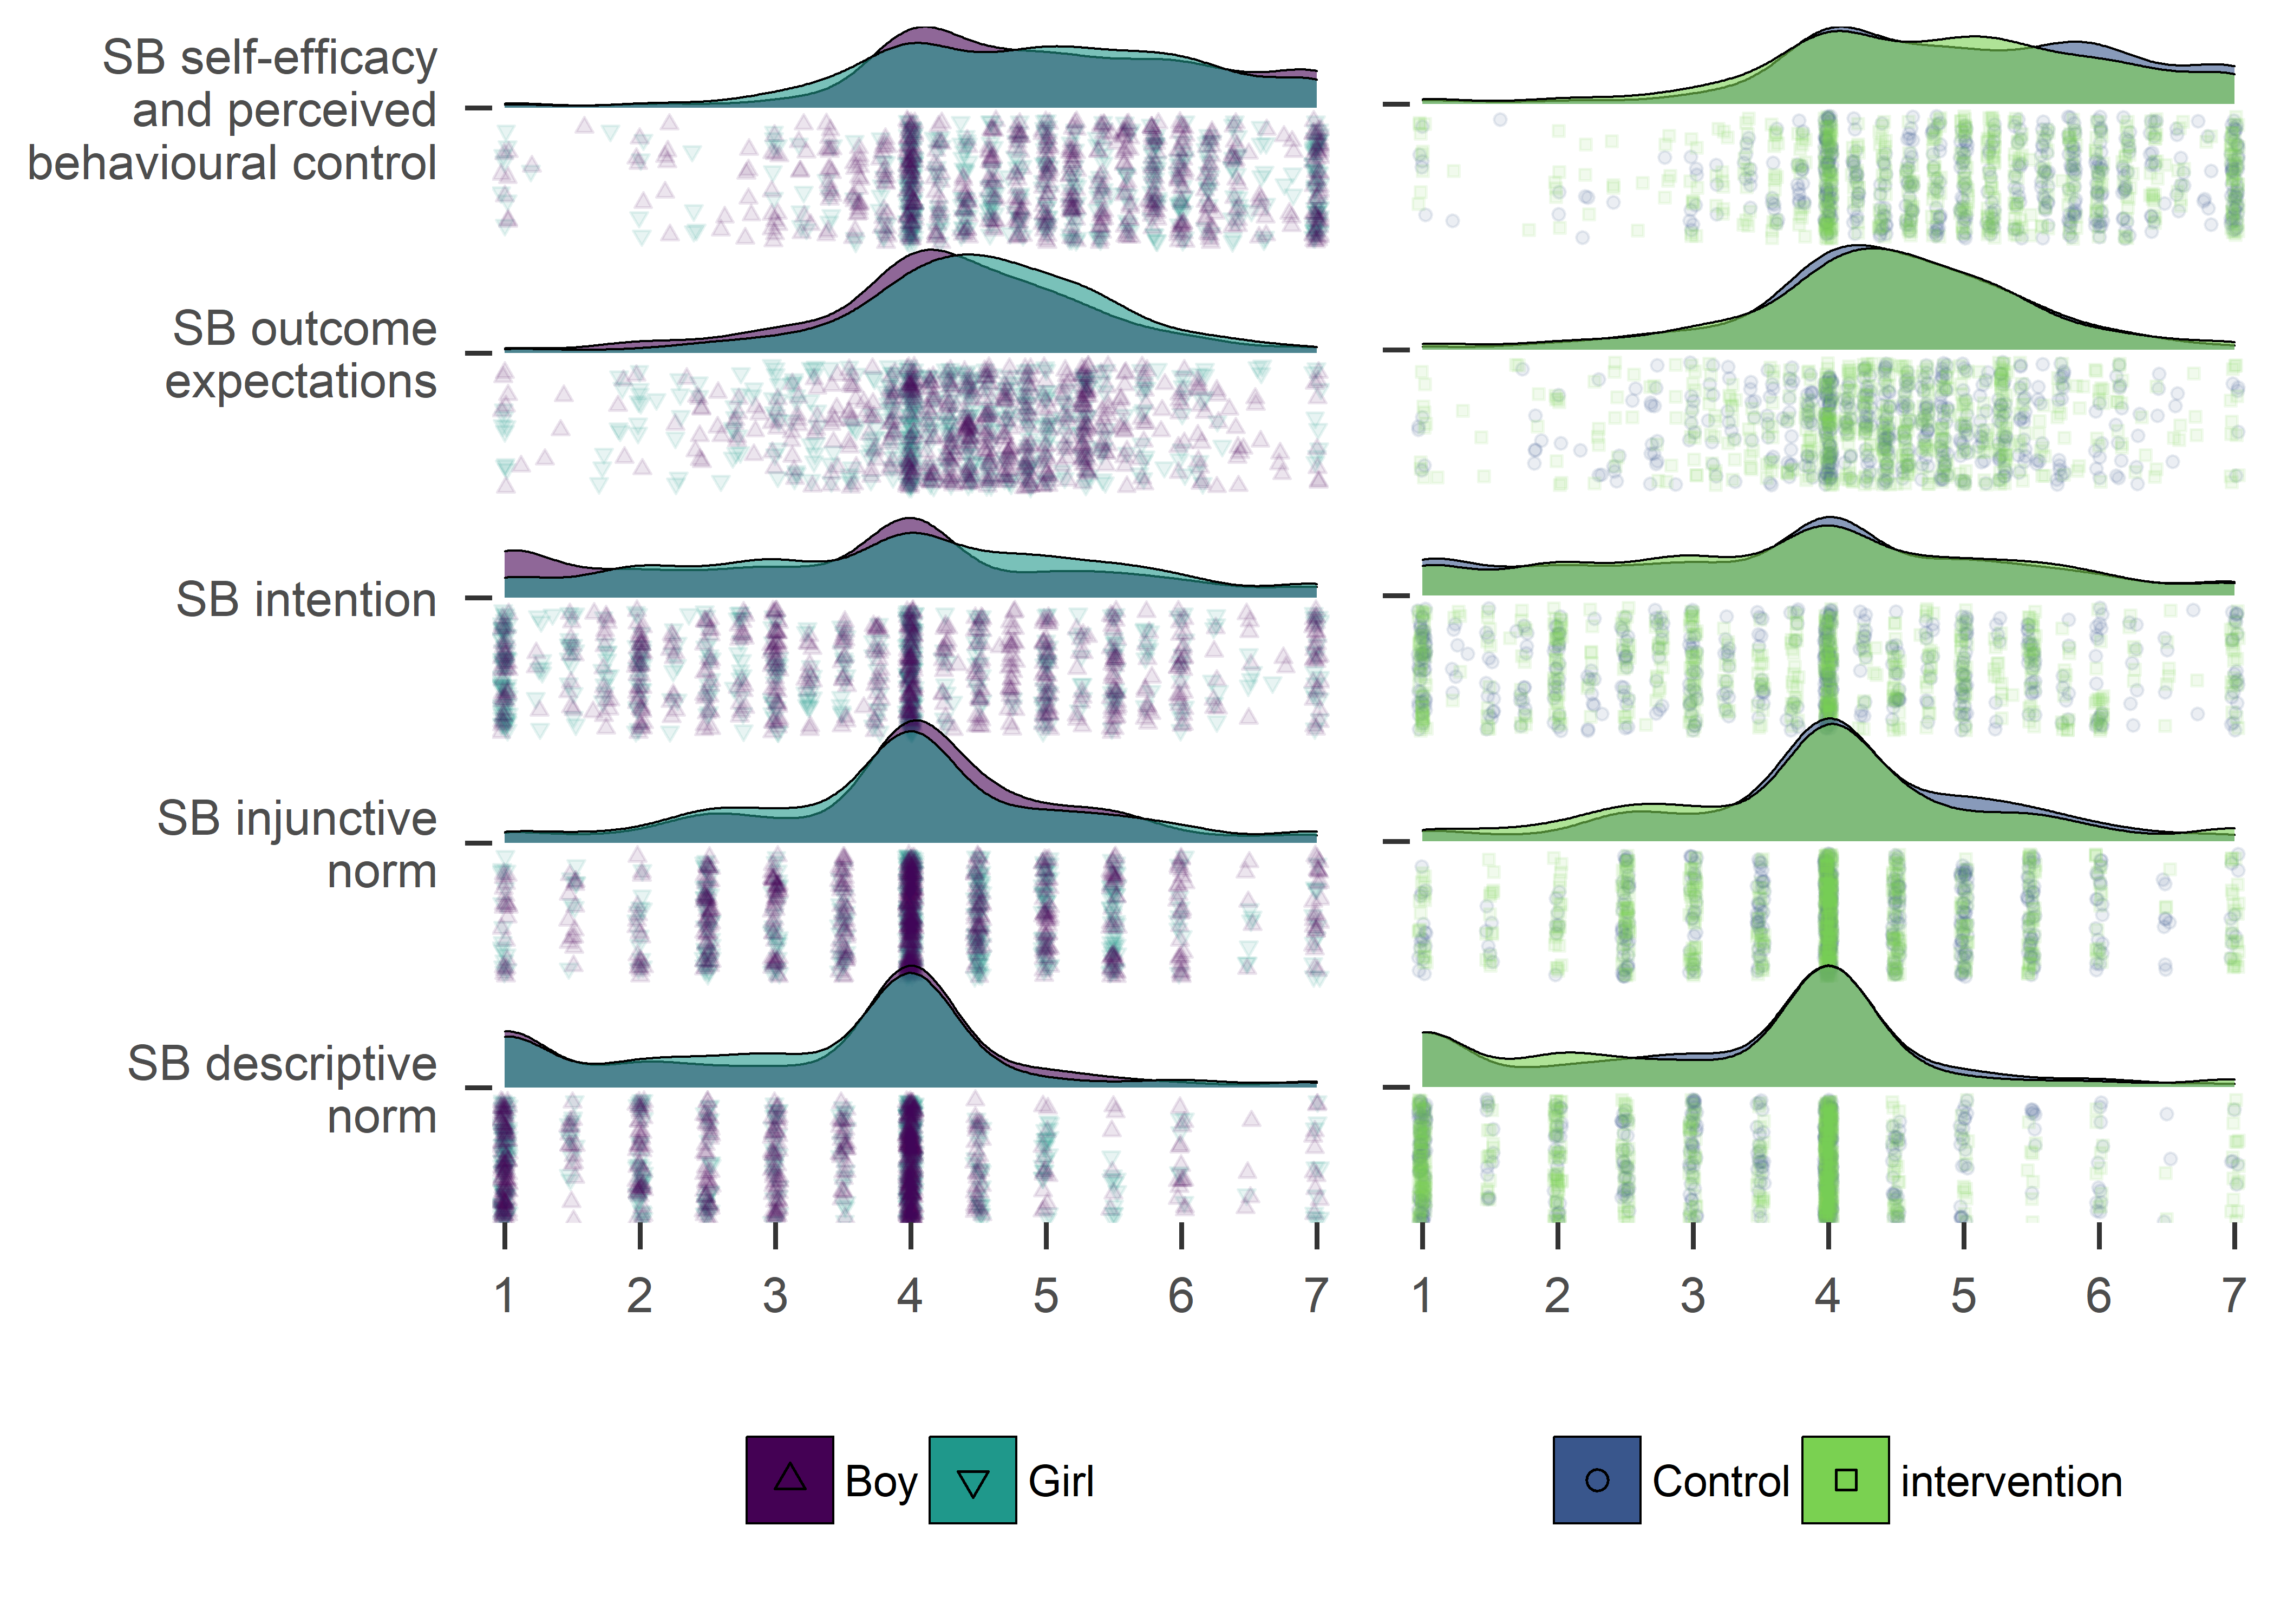 SB self-efficacy
and perceived
behavioural control
SB outcome
expectations
SB intention
SB injunctive
norm
SB descriptive
norm
1 2 3 4 5 6 7
1 2 3 4 5 6 7
Boy Girl
Control intervention